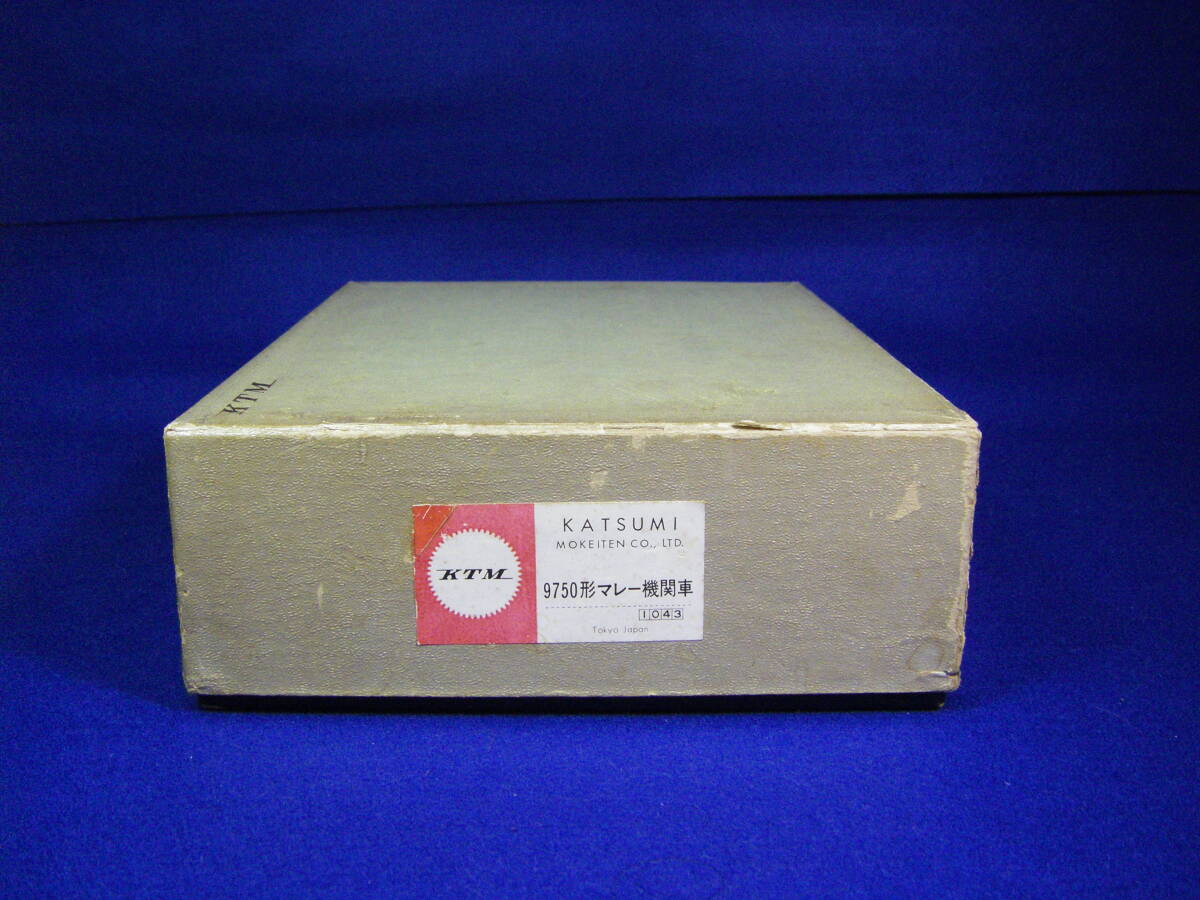 KTM
KTM
KATSUMI
MOKEITEN CO., LTD.
9750形マレー機関車
1043
Tokyo Japan